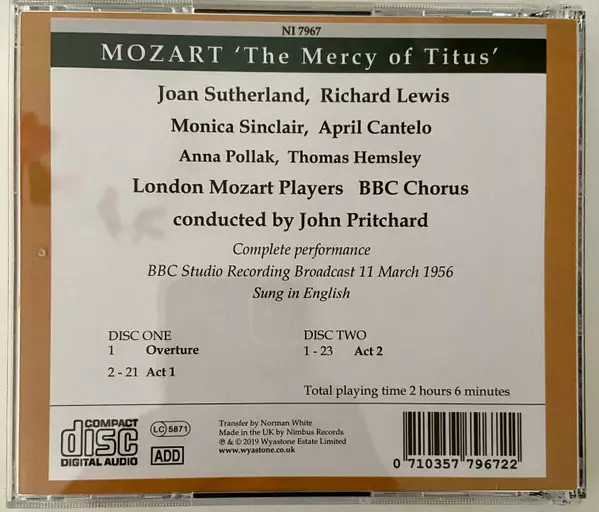 NI 7967
MOZART 'The Mercy of Titus'
Joan Sutherland, Richard Lewis
Monica Sinclair, April Cantelo
Anna Pollak, Thomas Hemsley
London Mozart Players BBC Chorus
conducted by John Pritchard
Complete performance
BBC Studio Recording Broadcast 11 March 1956
Sung in English
DISC ONE
1 Overture
2 - 21 Act 1
DISC TWO
1 - 23 Act 2
Total playing time 2 hours 6 minutes
COMPACT
disc
DIGITAL AUDIO
LC 5871
ADD
Transfer by Norman White
Made in the UK by Nimbus Records
℗ & © 2019 Wyastone Estate Limited
www.wyastone.co.uk
0 710357 796722